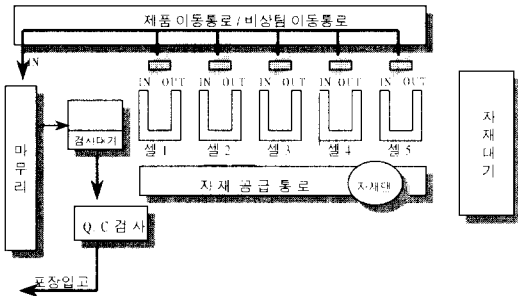 제품 이동통로 / 비상팀 이동통로
IN
IN OUT IN OUT IN OUT IN OUT IN OUT
마무리
검사대기
셀 1 셀 2 셀 3 셀 4 셀 5
자재대기
자 재 공급 통로
자재맨
Q.C 검사
포장입고